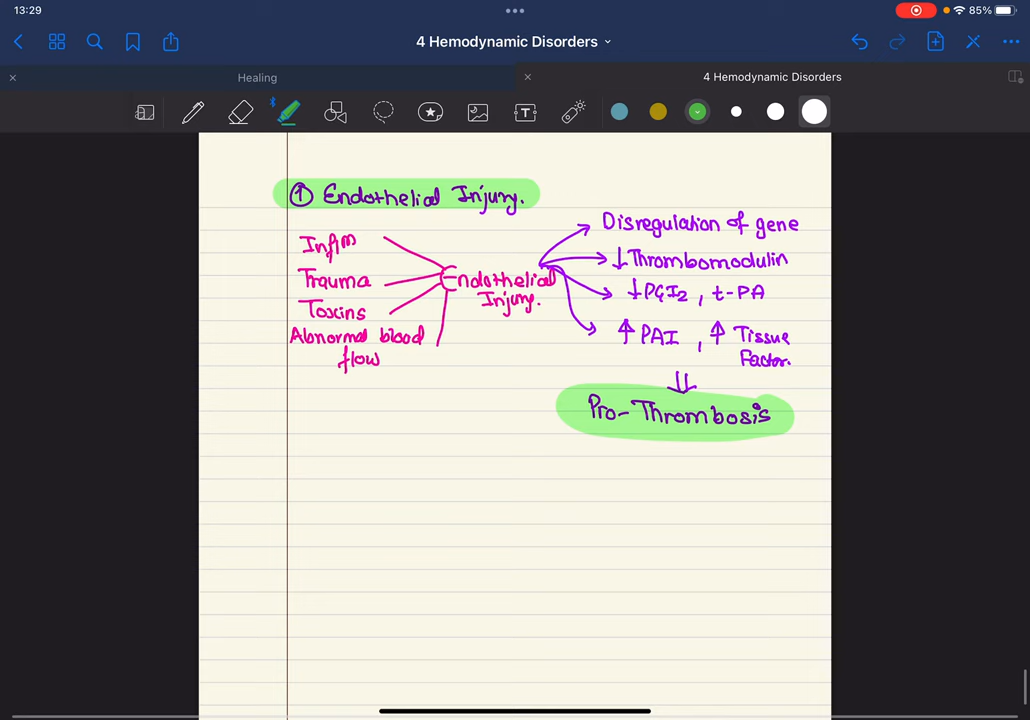 13:29
85%
4 Hemodynamic Disorders
Healing
4 Hemodynamic Disorders
① Endothelial Injury.
Inflm
Trauma
Toxins
Abnormal blood
flow
Endothelial
Injury.
Disregulation of gene
↓ Thrombomodulin
↓ PGI2 , t-PA
↑ PAI , ↑ Tissue
Factor.
⇓
Pro-Thrombosis